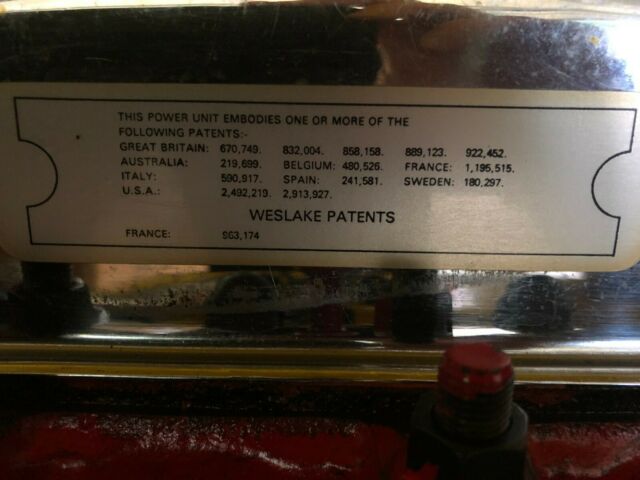 THIS POWER UNIT EMBODIES ONE OR MORE OF THE
FOLLOWING PATENTS:-
GREAT BRITAIN: 670,749. 832,004. 858,158. 889,123. 922,452.
AUSTRALIA: 219,699. BELGIUM: 480,526. FRANCE: 1,195,515.
ITALY: 590,917. SPAIN: 241,581. SWEDEN: 180,297.
U.S.A.: 2,492,219. 2,913,927.
WESLAKE PATENTS
FRANCE: 963,174